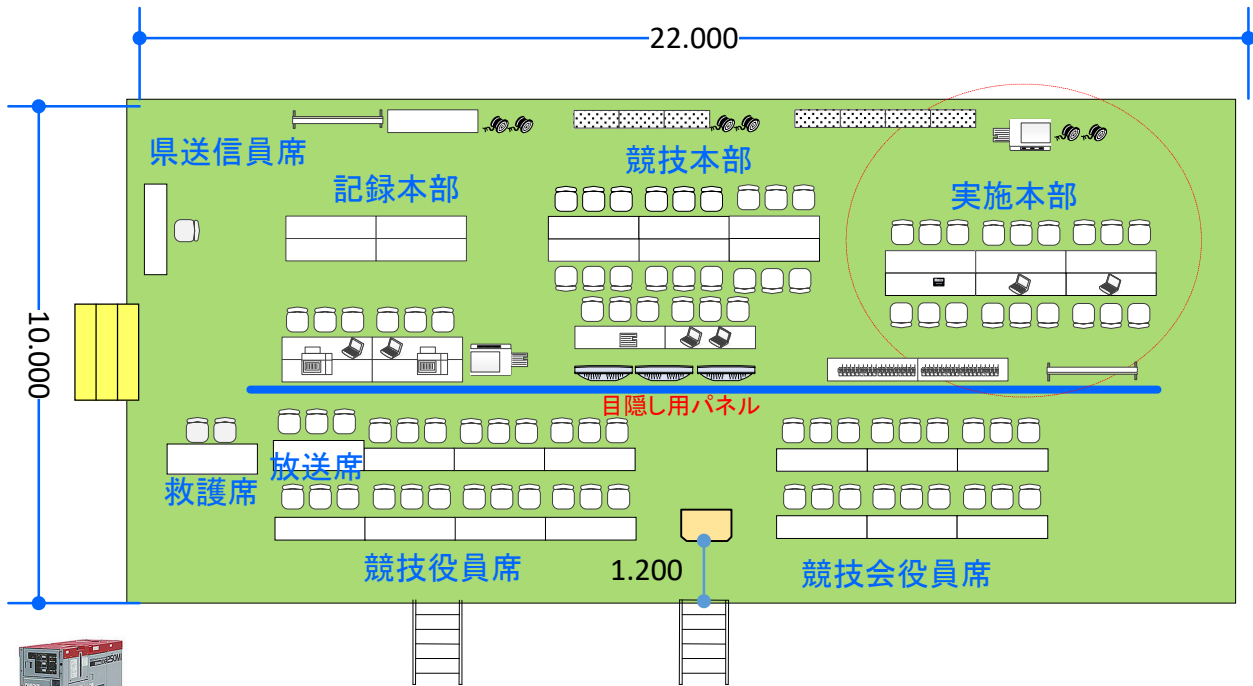 22.000
県送信員席
記録本部
競技本部
実施本部
10.000
目隠し用パネル
放送席
救護席
競技役員席
1.200
競技会役員席